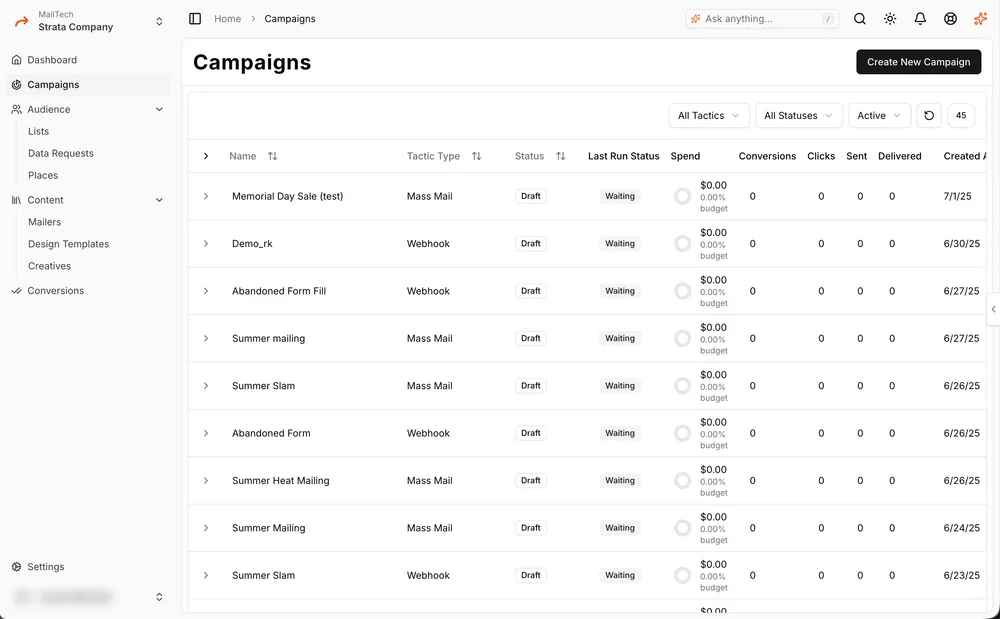 MailTech
Strata Company
Home > Campaigns
Ask anything... /
Dashboard
Campaigns
Audience
Lists
Data Requests
Places
Content
Mailers
Design Templates
Creatives
Conversions
Settings
Campaigns
Create New Campaign
All Tactics All Statuses Active 45
Name Tactic Type Status Last Run Status Spend Conversions Clicks Sent Delivered Created A
Memorial Day Sale (test) Mass Mail Draft Waiting $0.00 0.00% budget 0 0 0 0 7/1/25
Demo_rk Webhook Draft Waiting $0.00 0.00% budget 0 0 0 0 6/30/25
Abandoned Form Fill Webhook Draft Waiting $0.00 0.00% budget 0 0 0 0 6/27/25
Summer mailing Mass Mail Draft Waiting $0.00 0.00% budget 0 0 0 0 6/27/25
Summer Slam Mass Mail Draft Waiting $0.00 0.00% budget 0 0 0 0 6/26/25
Abandoned Form Webhook Draft Waiting $0.00 0.00% budget 0 0 0 0 6/26/25
Summer Heat Mailing Mass Mail Draft Waiting $0.00 0.00% budget 0 0 0 0 6/26/25
Summer Mailing Mass Mail Draft Waiting $0.00 0.00% budget 0 0 0 0 6/24/25
Summer Slam Webhook Draft Waiting $0.00 0.00% budget 0 0 0 0 6/23/25
$0.00